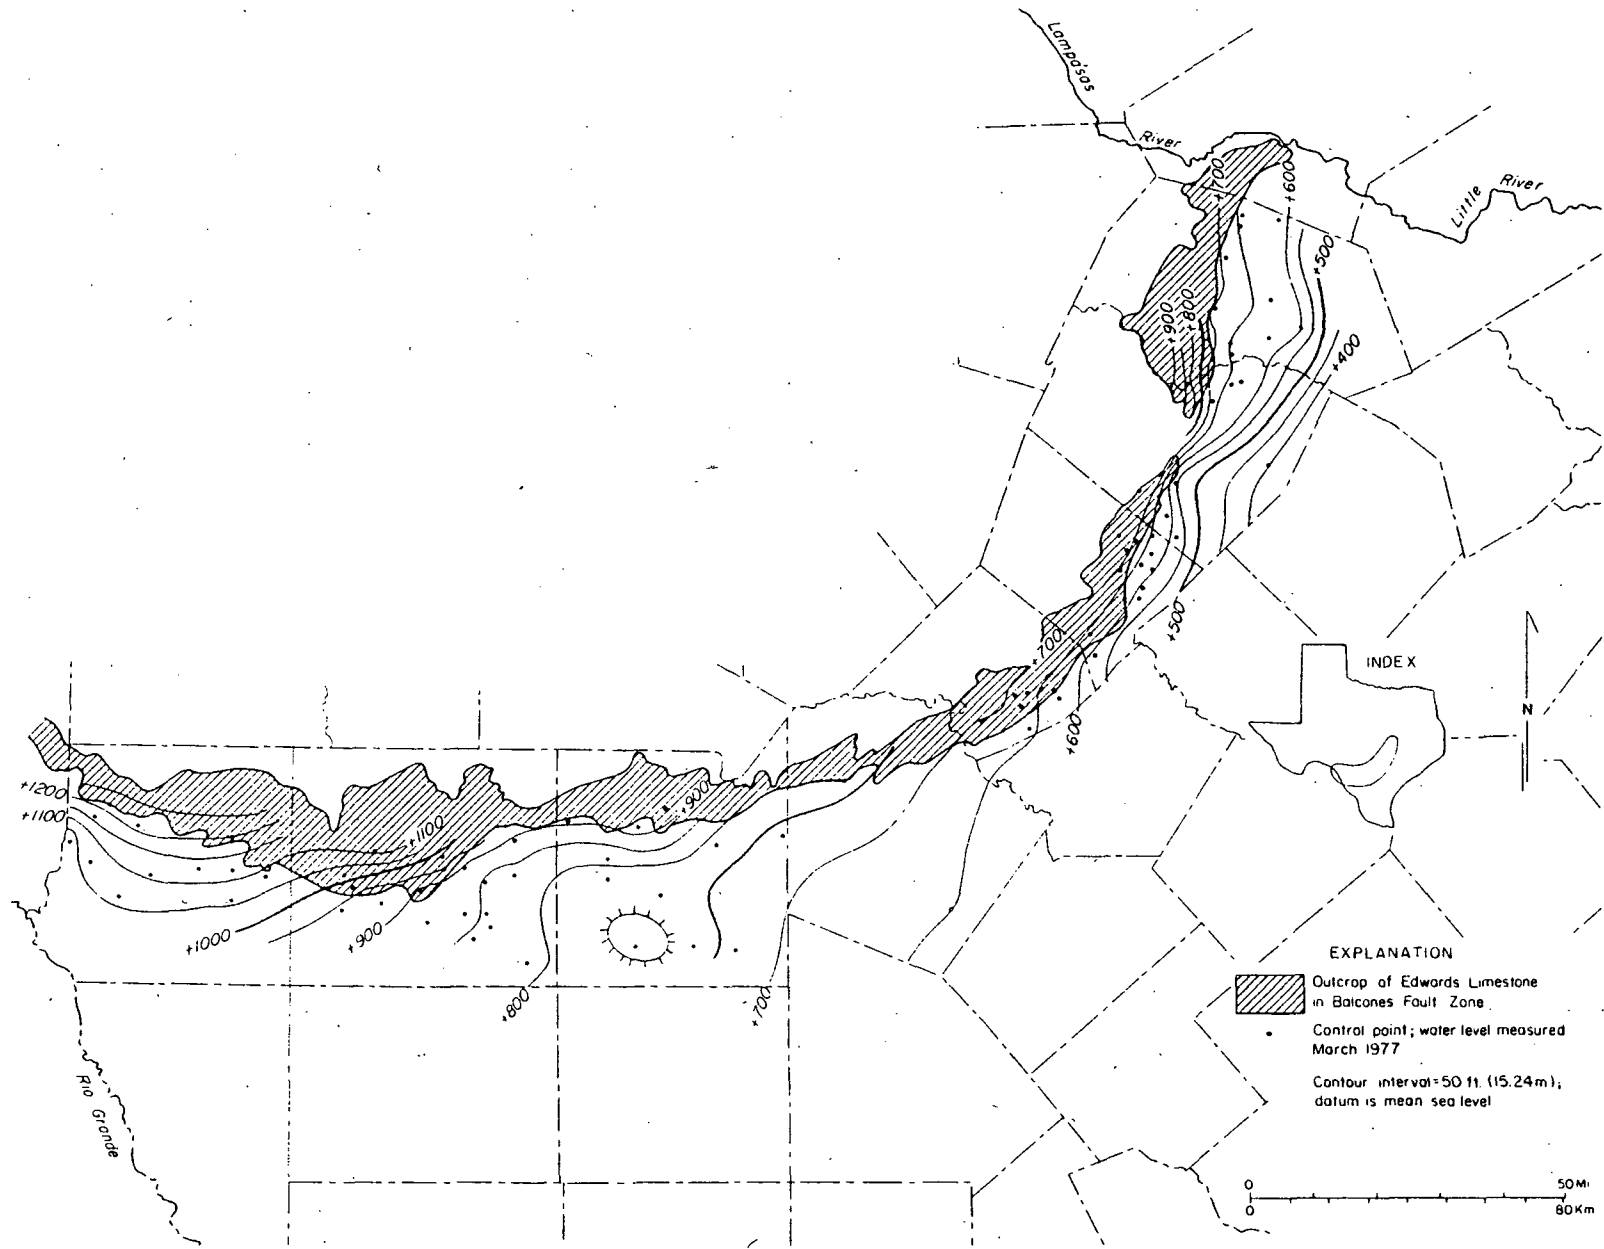 Lampasas
River
Little
River
+700
+600
+500
+900
+800
+400
+500
+700
+600
INDEX
N
+1200
+1100
+900
+1100
+1000
+900
+800
+700
Rio Grande
EXPLANATION
Outcrop of Edwards Limestone
in Balcones Fault Zone
Control point; water level measured
March 1977
Contour interval=50 ft. (15.24m);
datum is mean sea level
0 50 Mi
0 80 Km